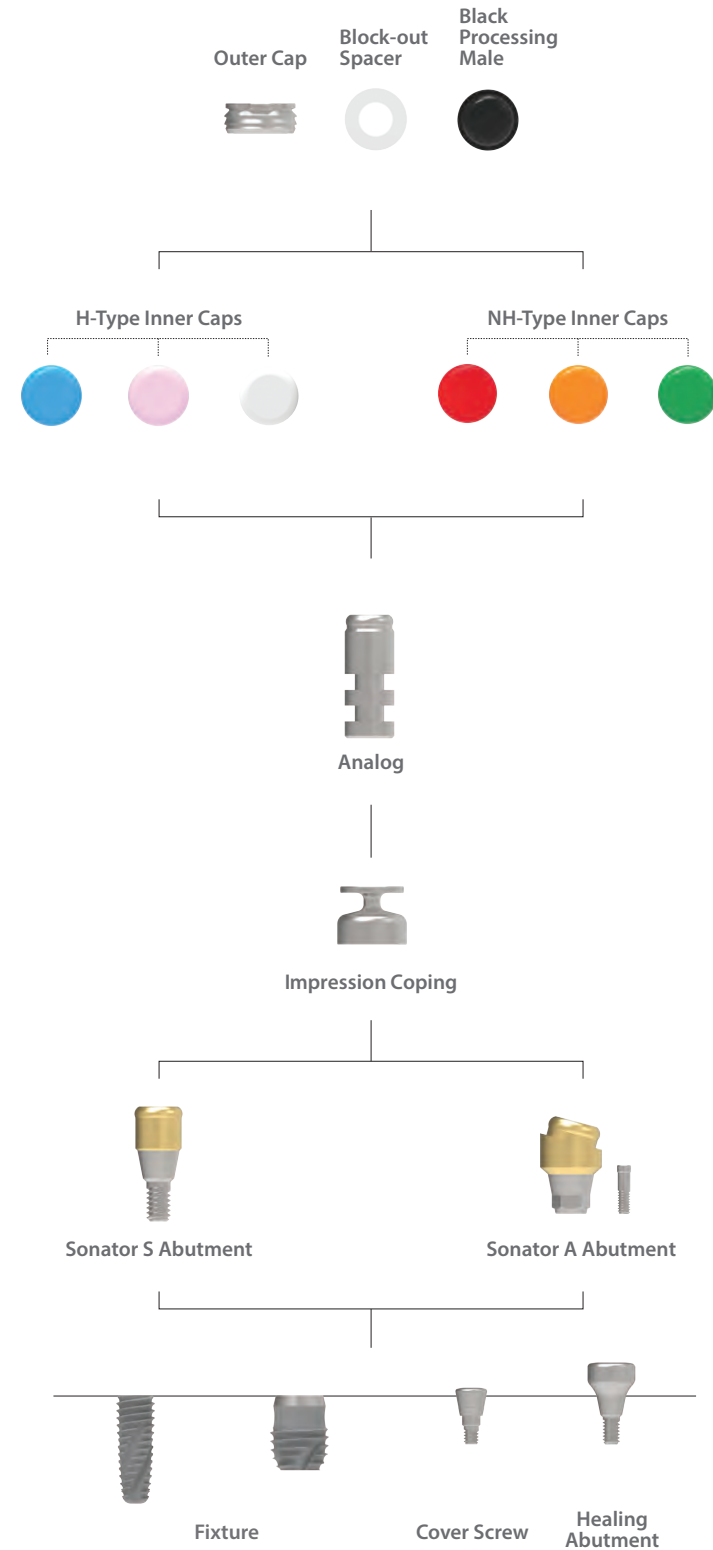 Outer Cap
Block-out
Spacer
Black
Processing
Male
H-Type Inner Caps
NH-Type Inner Caps
Analog
Impression Coping
Sonator S Abutment
Sonator A Abutment
Fixture
Cover Screw
Healing
Abutment